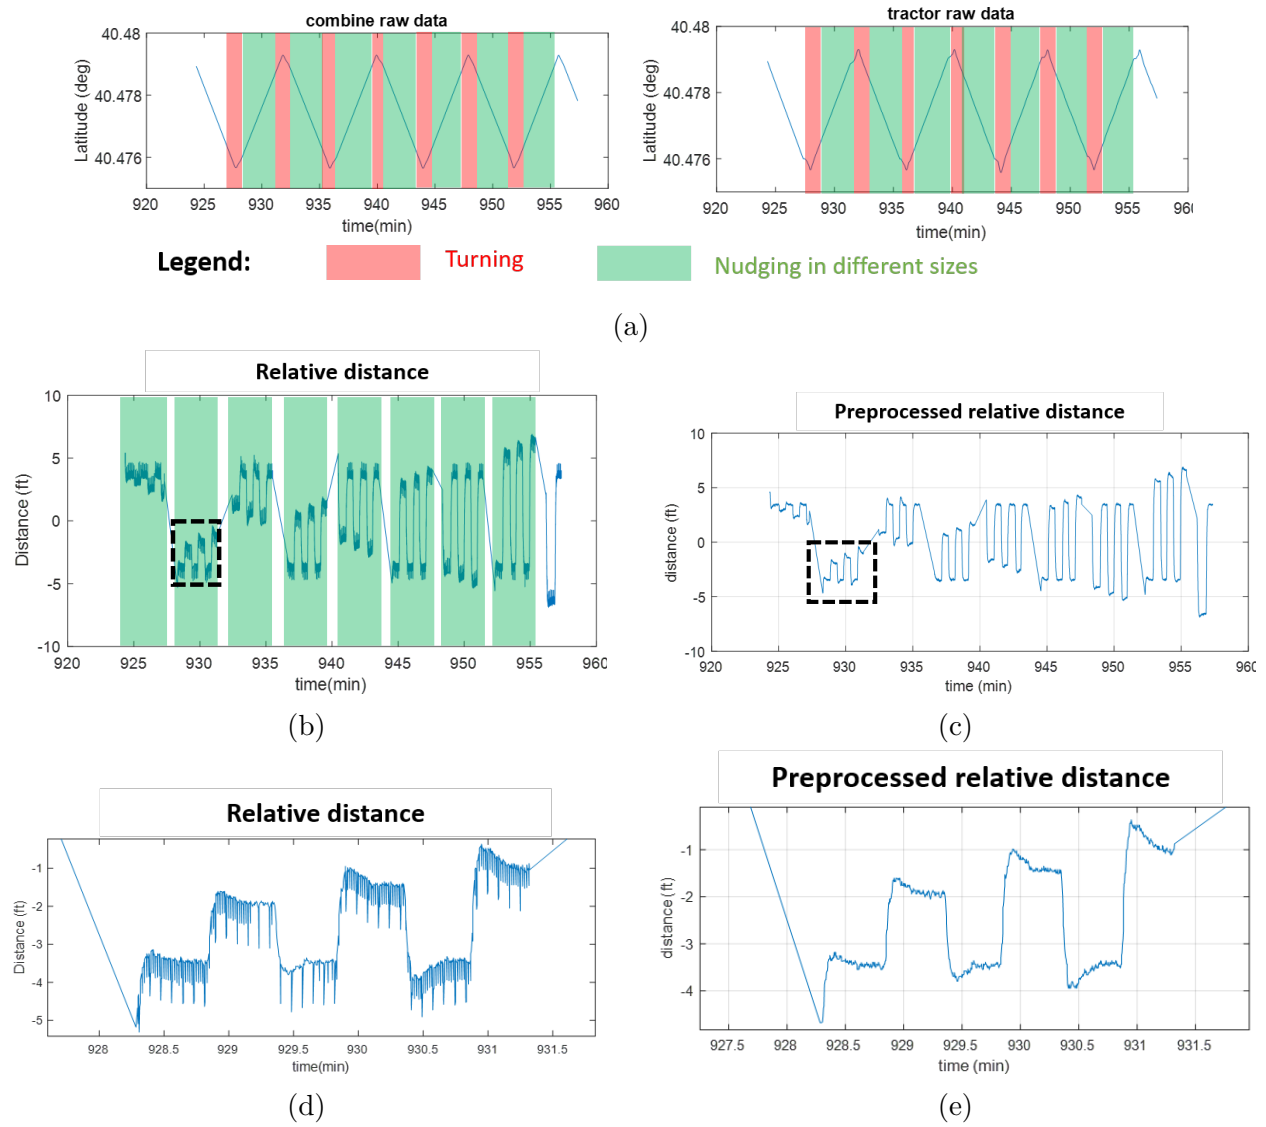 combine raw data
tractor raw data
40.48
40.478
40.476
Latitude (deg)
920 925 930 935 940 945 950 955 960
time(min)
40.48
40.478
40.476
Latitude (deg)
920 925 930 935 940 945 950 955 960
time(min)
Legend: Turning Nudging in different sizes
(a)
Relative distance
10
5
0
-5
-10
Distance (ft)
920 925 930 935 940 945 950 955 960
time(min)
(b)
Preprocessed relative distance
10
5
0
-5
-10
distance (ft)
920 925 930 935 940 945 950 955 960
time (min)
(c)
Relative distance
-1
-2
-3
-4
-5
Distance (ft)
928 928.5 929 929.5 930 930.5 931 931.5
time(min)
(d)
Preprocessed relative distance
-1
-2
-3
-4
distance (ft)
927.5 928 928.5 929 929.5 930 930.5 931 931.5
time (min)
(e)